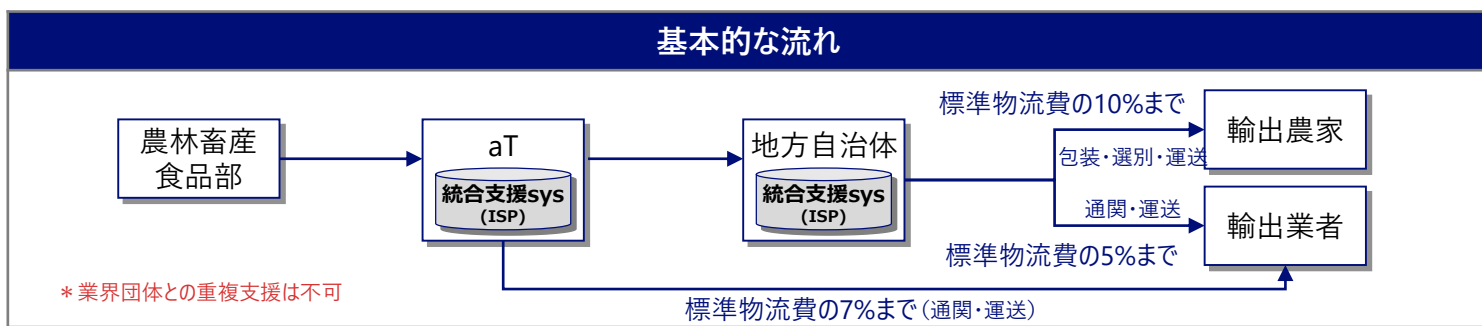 基本的な流れ
農林畜産
食品部
aT
統合支援sys
(ISP)
地方自治体
統合支援sys
(ISP)
標準物流費の10%まで
包装・選別・運送
輸出農家
通関・運送
標準物流費の5%まで
輸出業者
＊業界団体との重複支援は不可
標準物流費の7%まで（通関・運送）